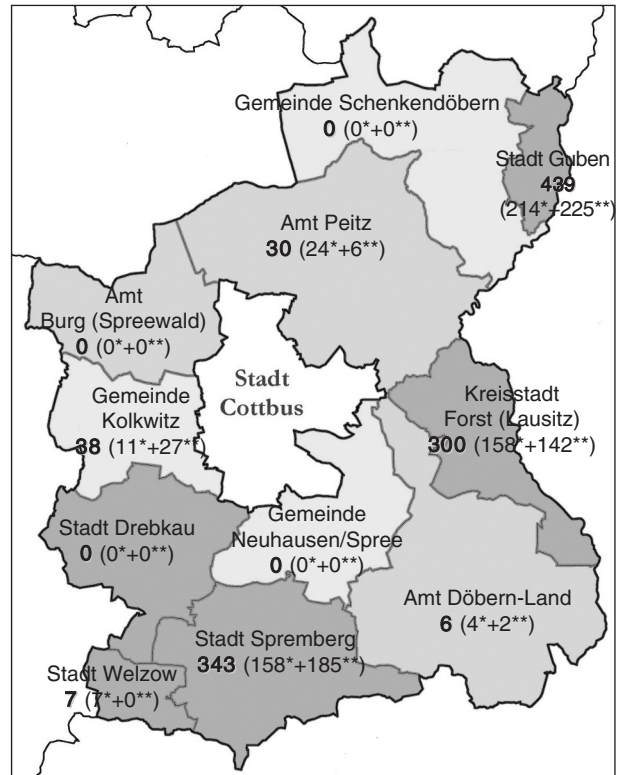 Gemeinde Schenkendöbern
0 (0*+0**)
Stadt Guben
439
(214*+225**)
Amt Peitz
30 (24*+6**)
Amt
Burg (Spreewald)
0 (0*+0**)
Stadt
Cottbus
Gemeinde
Kolkwitz
38 (11*+27**)
Kreisstadt
Forst (Lausitz)
300 (158*+142**)
Stadt Drebkau
0 (0*+0**)
Gemeinde
Neuhausen/Spree
0 (0*+0**)
Amt Döbern-Land
6 (4*+2**)
Stadt Spremberg
343 (158*+185**)
Stadt Welzow
7 (7*+0**)